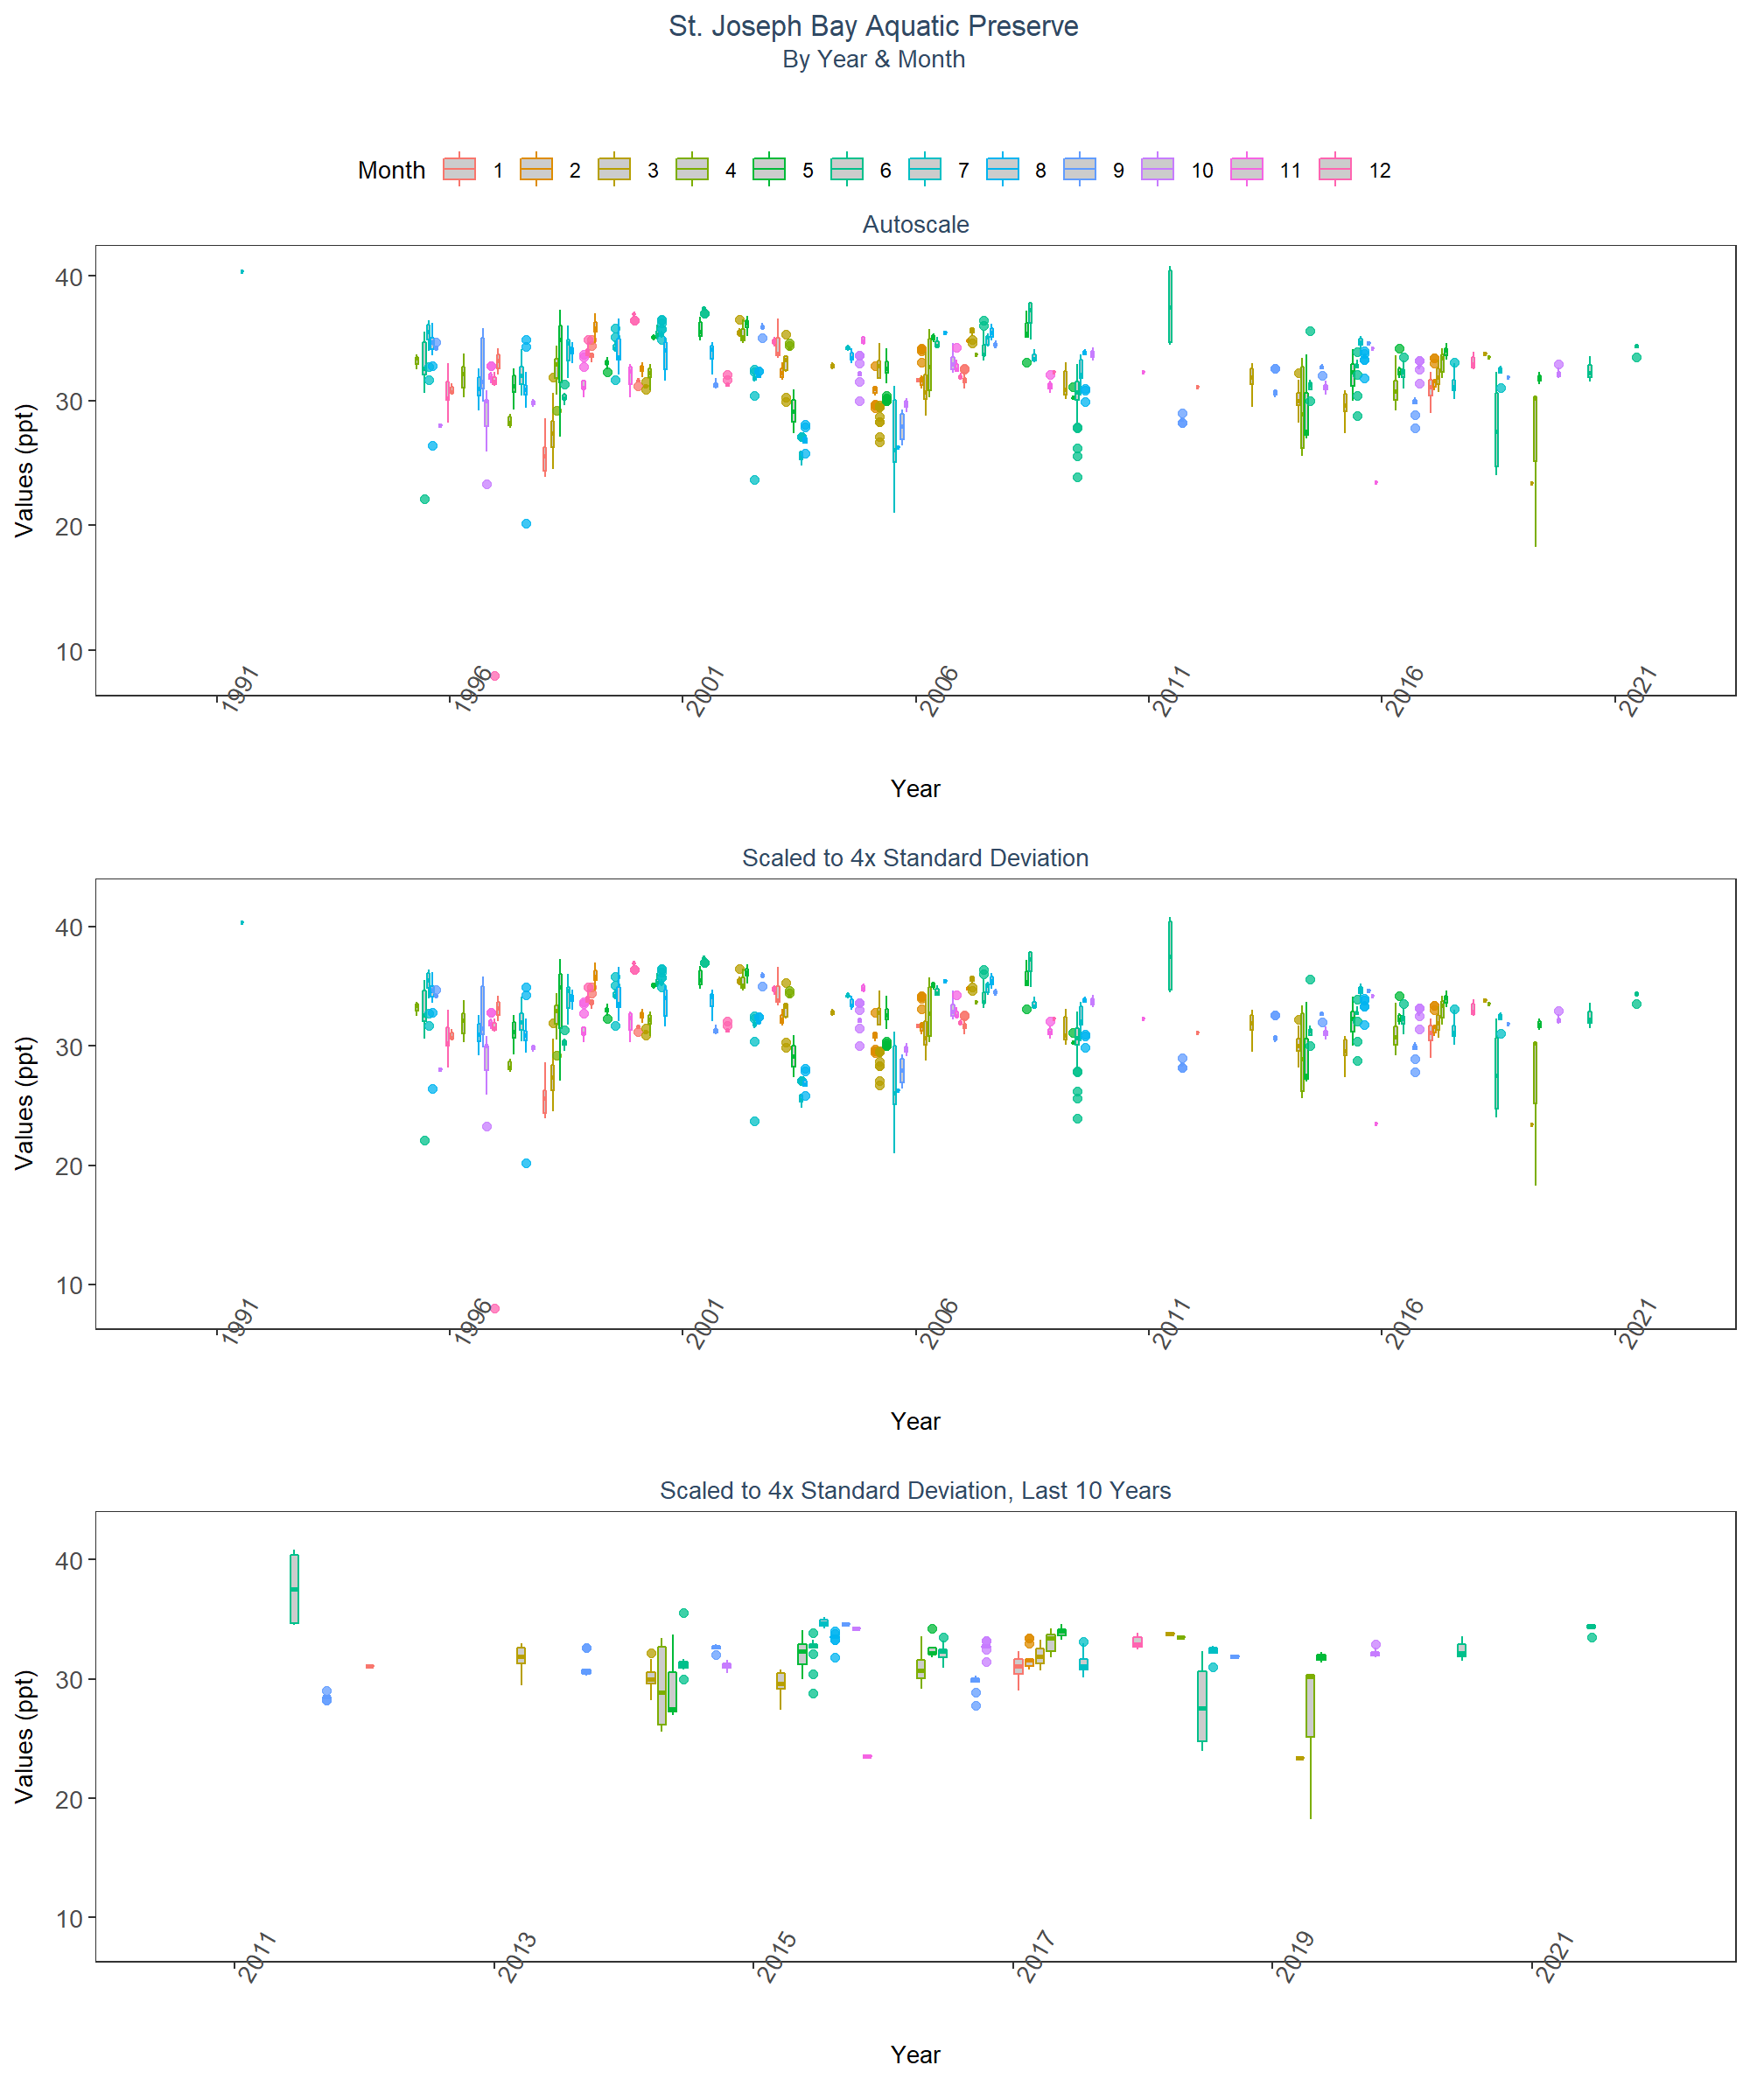 St. Joseph Bay Aquatic Preserve
By Year & Month
Month 1 2 3 4 5 6 7 8 9 10 11 12
Autoscale
Values (ppt)
40
30
20
10
1991 1996 2001 2006 2011 2016 2021
Year
Scaled to 4x Standard Deviation
Values (ppt)
40
30
20
10
1991 1996 2001 2006 2011 2016 2021
Year
Scaled to 4x Standard Deviation, Last 10 Years
Values (ppt)
40
30
20
10
2011 2013 2015 2017 2019 2021
Year